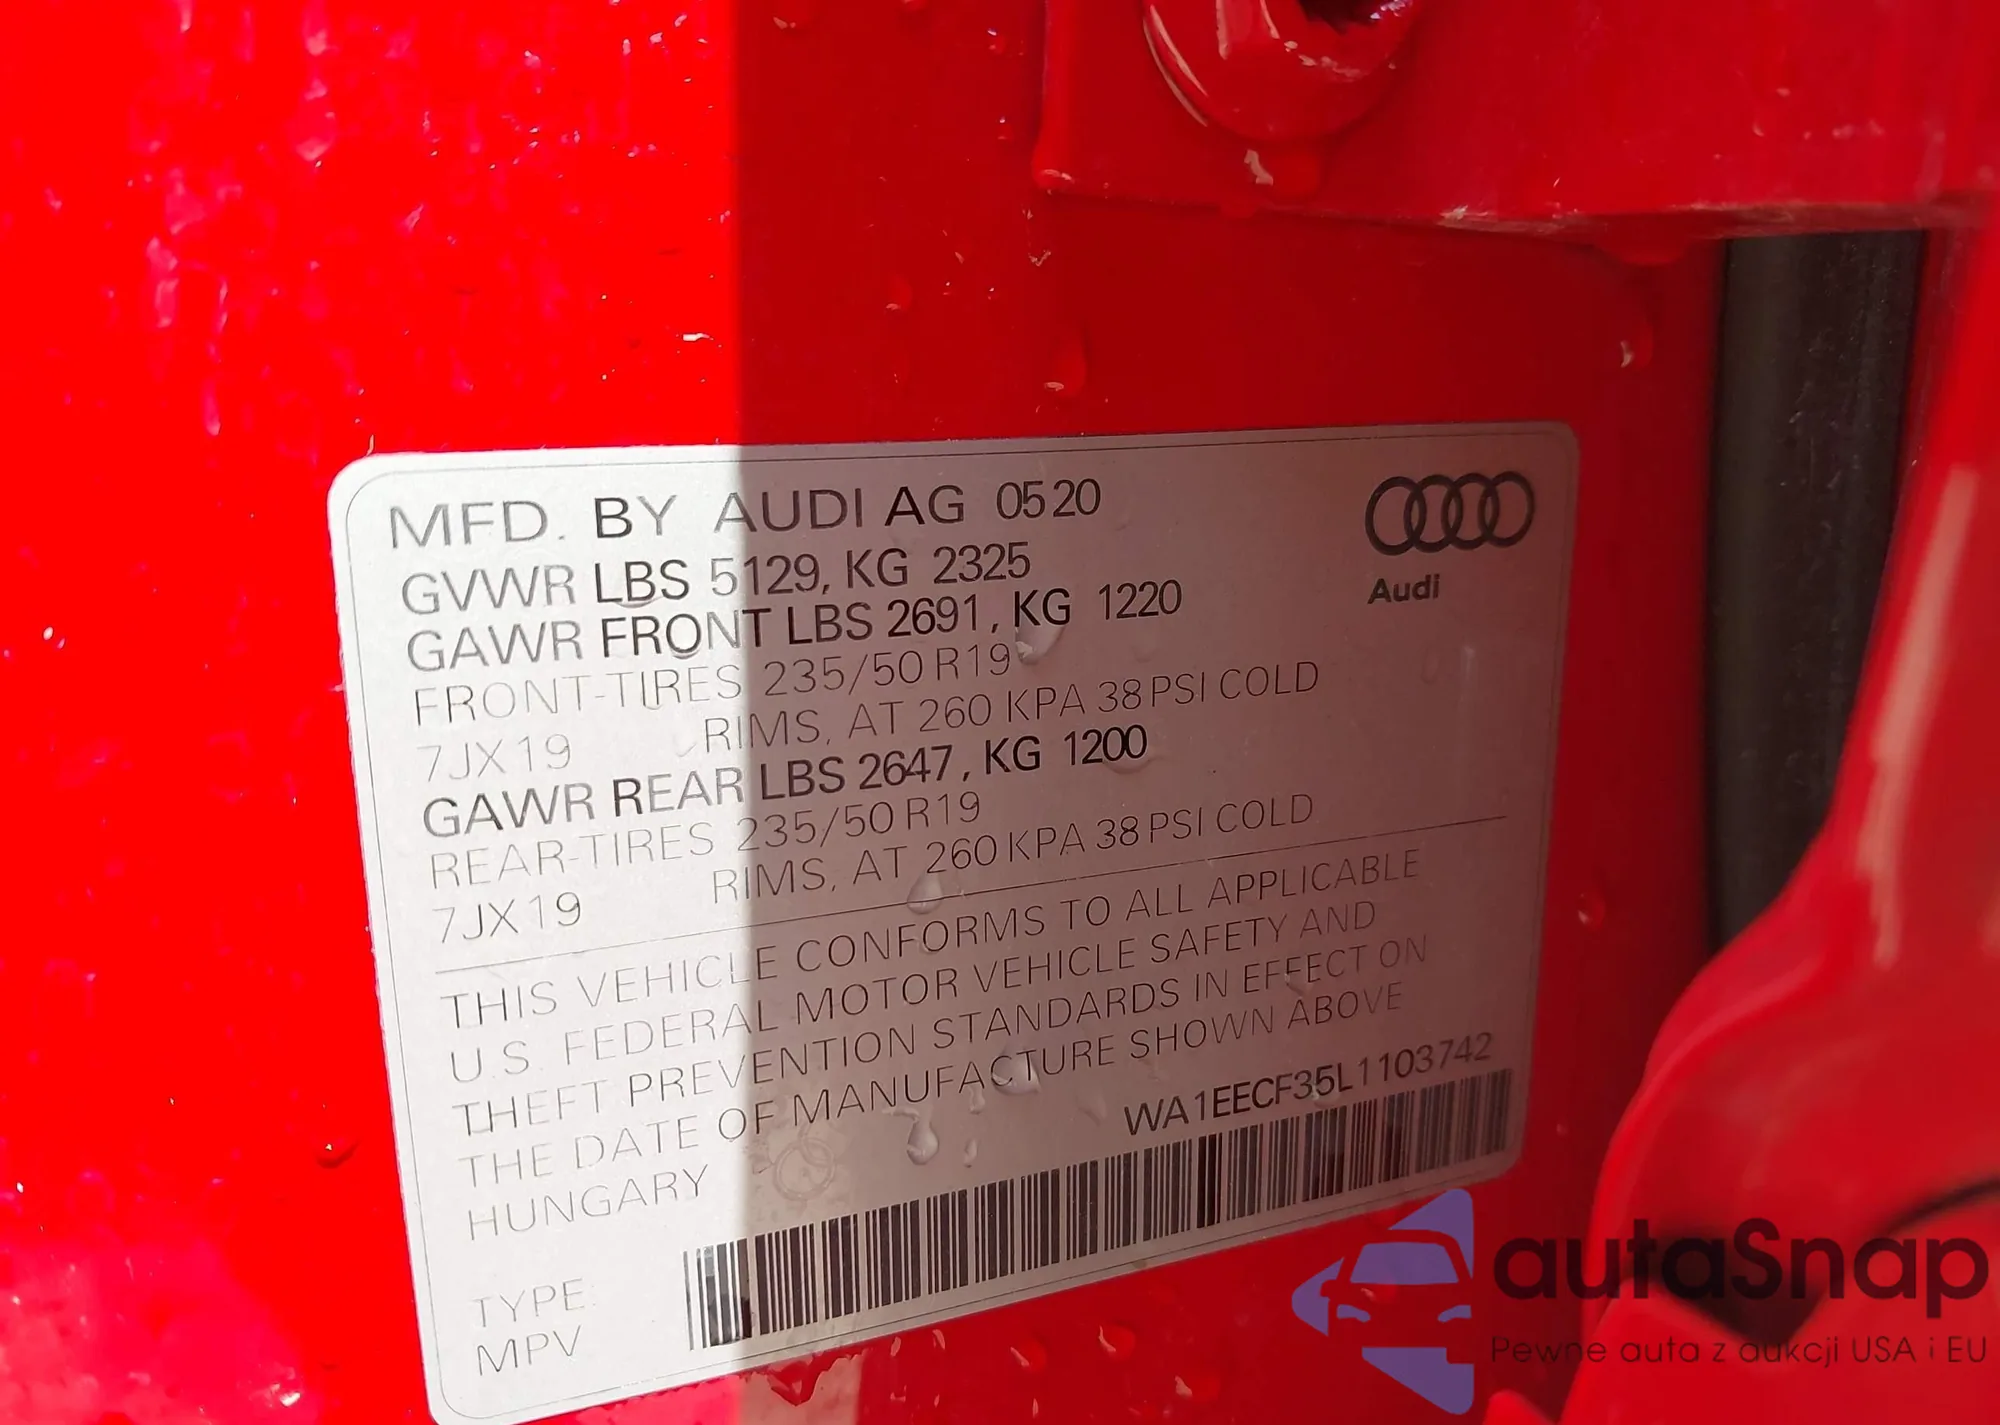 MFD. BY AUDI AG 0520
GVWR LBS 5129, KG 2325
GAWR FRONT LBS 2691, KG 1220
FRONT-TIRES 235/50 R19
7JX19 RIMS, AT 260 KPA 38 PSI COLD
GAWR REAR LBS 2647, KG 1200
REAR-TIRES 235/50 R19
7JX19 RIMS, AT 260 KPA 38 PSI COLD
Audi
THIS VEHICLE CONFORMS TO ALL APPLICABLE
U.S. FEDERAL MOTOR VEHICLE SAFETY AND
THEFT PREVENTION STANDARDS IN EFFECT ON
THE DATE OF MANUFACTURE SHOWN ABOVE
HUNGARY
WA1EECF35L1103742
TYPE:
MPV
autaSnap
Pewne auta z aukcji USA i EU